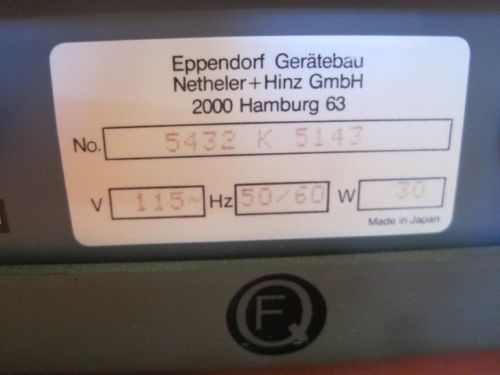 Eppendorf Gerätebau
Netheler+Hinz GmbH
2000 Hamburg 63
No. 5432 K 5143
V 115~ Hz 50/60 W 30
Made in Japan
QF